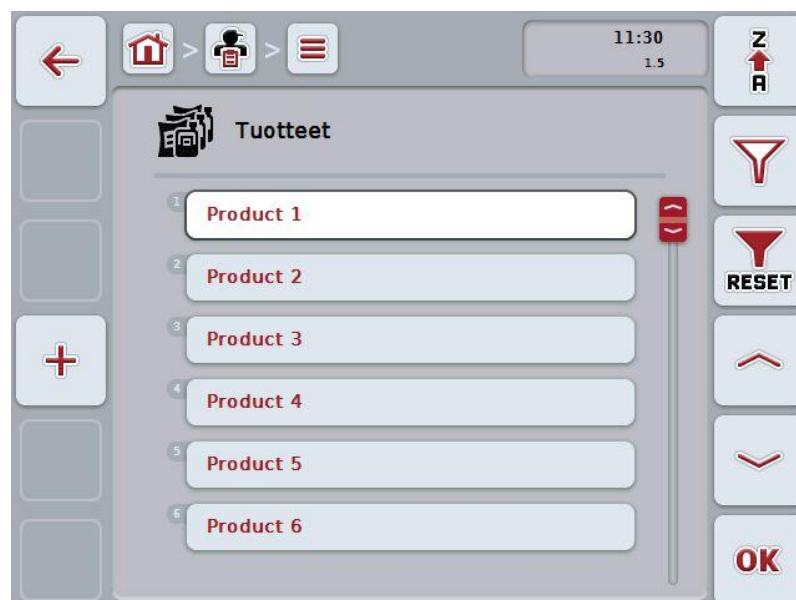 11:30
1.5
Z
A
Tuotteet
1
Product 1
2
Product 2
RESET
3
Product 3
4
Product 4
5
Product 5
6
Product 6
OK